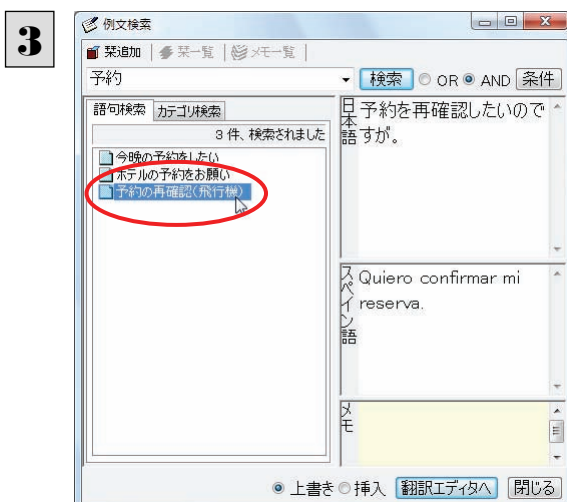 3
例文検索
栞追加 栞一覧 メモ一覧
予約 検索 OR AND 条件
語句検索 カテゴリ検索
3 件、検索されました
今晩の予約をしたい
ホテルの予約をお願い
予約の再確認(飛行機)
日本語
予約を再確認したいので
すが。
スペイン語
Quiero confirmar mi
reserva.
メモ
上書き 挿入 翻訳エディタへ 閉じる